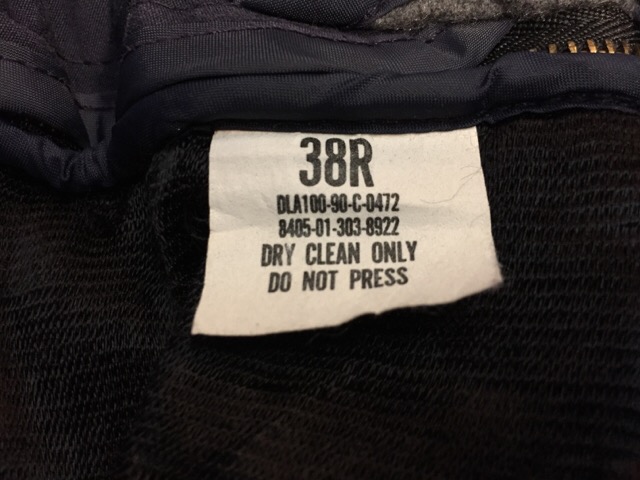 38R
DLA100-90-C-0472
8405-01-303-8922
DRY CLEAN ONLY
DO NOT PRESS